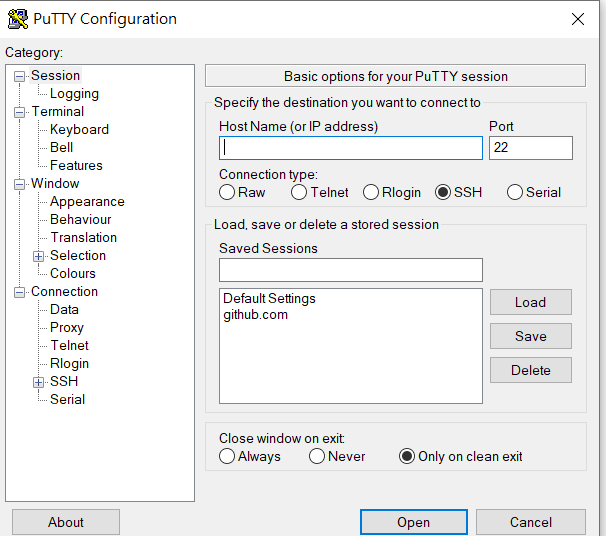 PuTTY Configuration
Category:
Session
Logging
Terminal
Keyboard
Bell
Features
Window
Appearance
Behaviour
Translation
Selection
Colours
Connection
Data
Proxy
Telnet
Rlogin
SSH
Serial
Basic options for your PuTTY session
Specify the destination you want to connect to
Host Name (or IP address) Port
22
Connection type:
Raw Telnet Rlogin SSH Serial
Load, save or delete a stored session
Saved Sessions
Default Settings
github.com
Load
Save
Delete
Close window on exit:
Always Never Only on clean exit
About Open Cancel